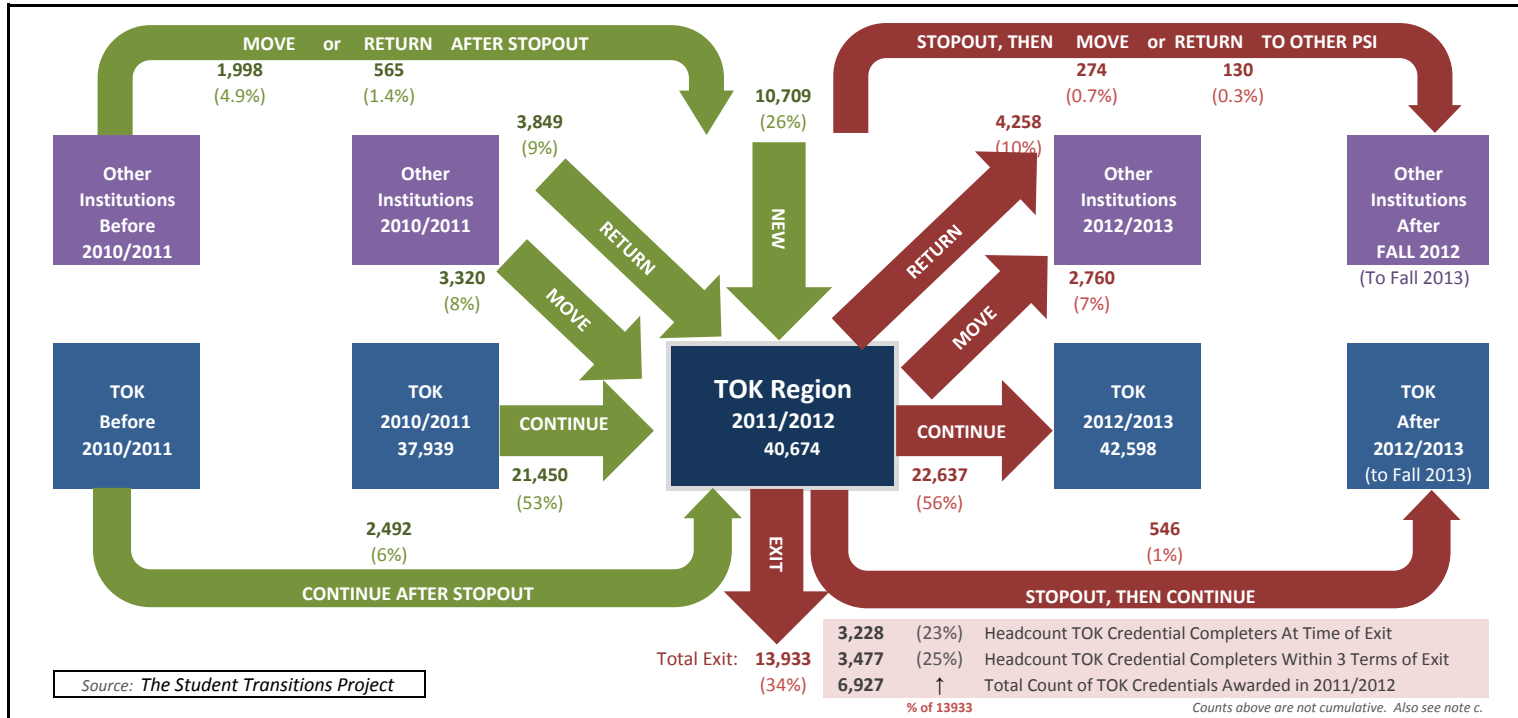 MOVE or RETURN AFTER STOPOUT
1,998 565
(4.9%) (1.4%)
STOPOUT, THEN MOVE or RETURN TO OTHER PSI
274 130
(0.7%) (0.3%)
10,709
(26%)
3,849
(9%)
4,258
(10%)
Other
Institutions
Before
2010/2011
Other
Institutions
2010/2011
NEW
Other
Institutions
2012/2013
Other
Institutions
After
FALL 2012
(To Fall 2013)
RETURN
RETURN
3,320
(8%)
MOVE
MOVE
2,760
(7%)
TOK
Before
2010/2011
TOK
2010/2011
37,939
CONTINUE
21,450
(53%)
TOK Region
2011/2012
40,674
CONTINUE
22,637
(56%)
TOK
2012/2013
42,598
TOK
After
2012/2013
(to Fall 2013)
2,492
(6%)
CONTINUE AFTER STOPOUT
EXIT
546
(1%)
STOPOUT, THEN CONTINUE
Total Exit: 13,933
(34%)
3,228 (23%) Headcount TOK Credential Completers At Time of Exit
3,477 (25%) Headcount TOK Credential Completers Within 3 Terms of Exit
6,927 ↑ Total Count of TOK Credentials Awarded in 2011/2012
% of 13933
Counts above are not cumulative. Also see note c.
Source: The Student Transitions Project